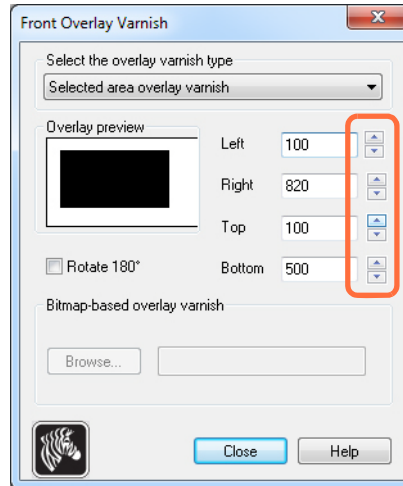 Front Overlay Varnish
Select the overlay varnish type
Selected area overlay varnish
Overlay preview
Left 100
Right 820
Top 100
Rotate 180°
Bottom 500
Bitmap-based overlay varnish
Browse...
Close Help